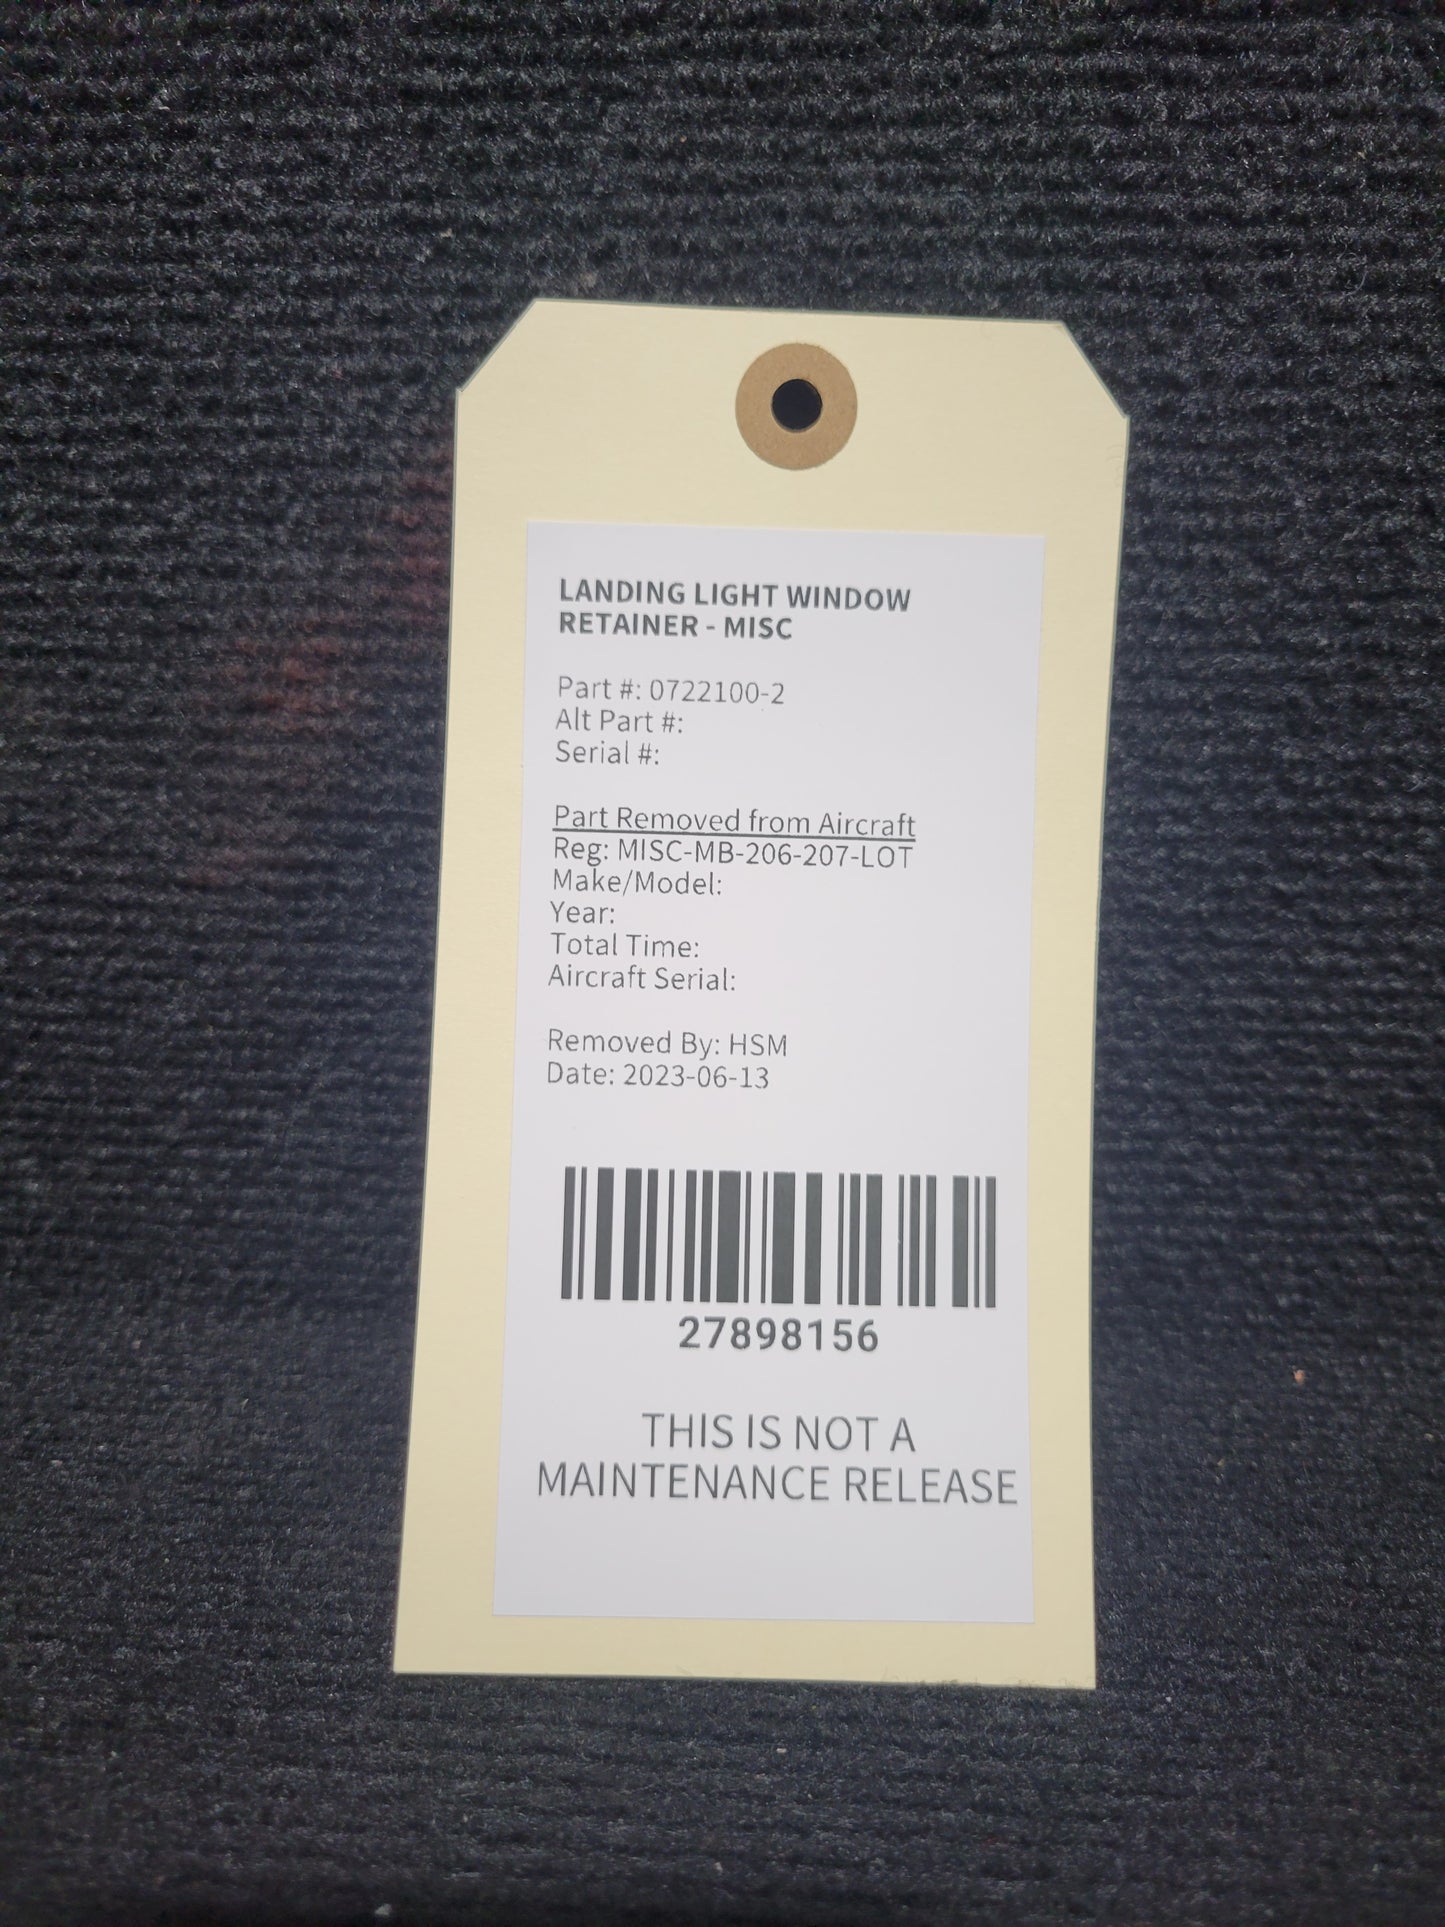 LANDING LIGHT WINDOW
RETAINER - MISC
Part #: 0722100-2
Alt Part #:
Serial #:
Part Removed from Aircraft
Reg: MISC-MB-206-207-LOT
Make/Model:
Year:
Total Time:
Aircraft Serial:
Removed By: HSM
Date: 2023-06-13
27898156
THIS IS NOT A
MAINTENANCE RELEASE